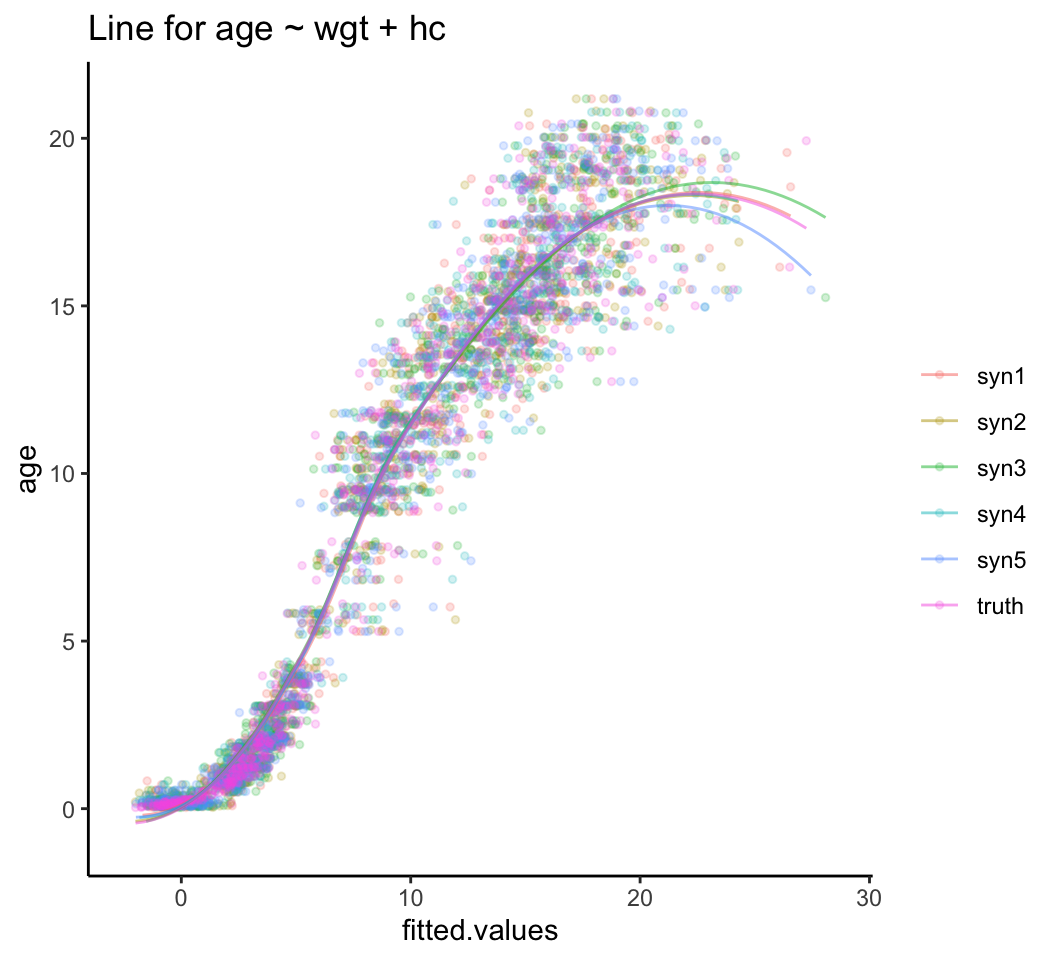 Line for age ~ wgt + hc
20
15
10
5
0
age
0
10
20
30
fitted.values
syn1
syn2
syn3
syn4
syn5
truth